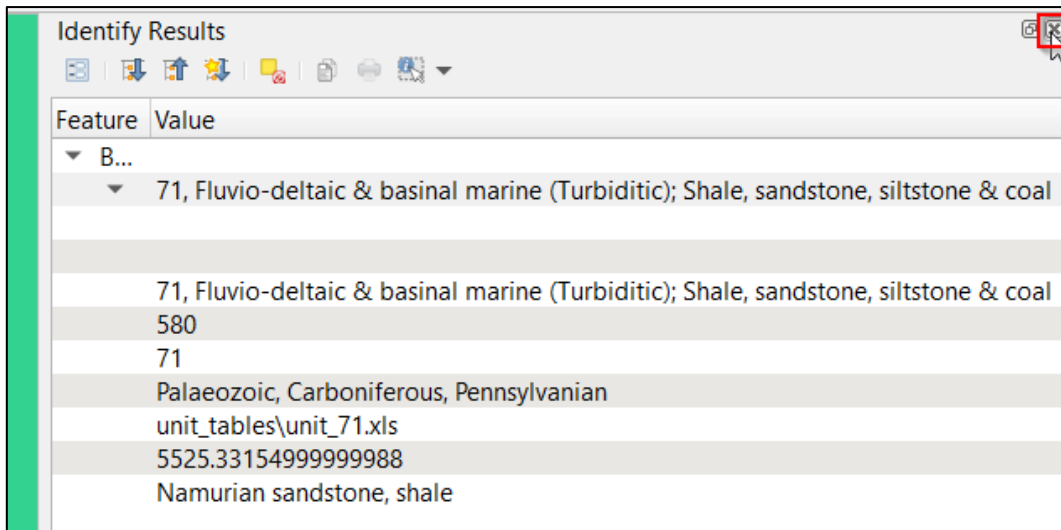 Identify Results
Feature Value
B...
71, Fluvio-deltaic & basinal marine (Turbiditic); Shale, sandstone, siltstone & coal
71, Fluvio-deltaic & basinal marine (Turbiditic); Shale, sandstone, siltstone & coal
580
71
Palaeozoic, Carboniferous, Pennsylvanian
unit_tables\unit_71.xls
5525.33154999999988
Namurian sandstone, shale